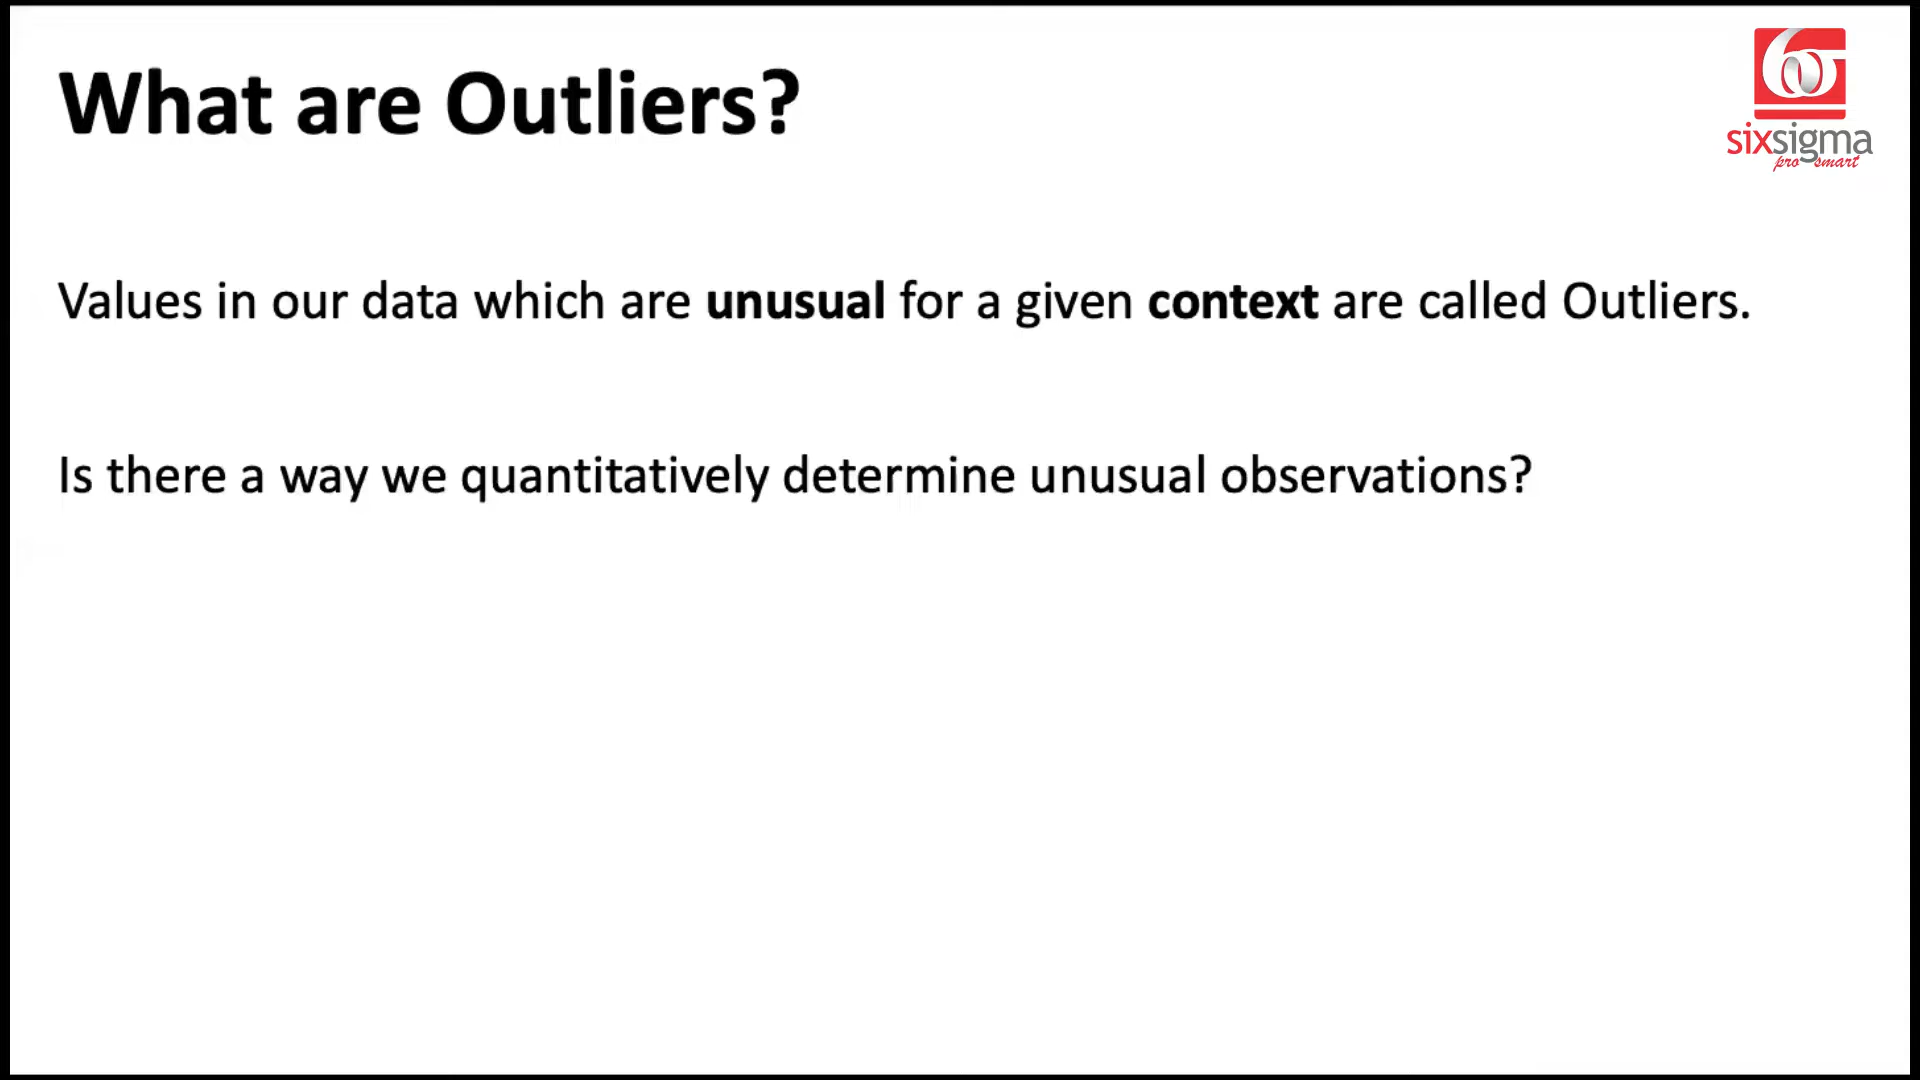 What are Outliers?
6σ
sixsigma
pro smart
Values in our data which are unusual for a given context are called Outliers.
Is there a way we quantitatively determine unusual observations?